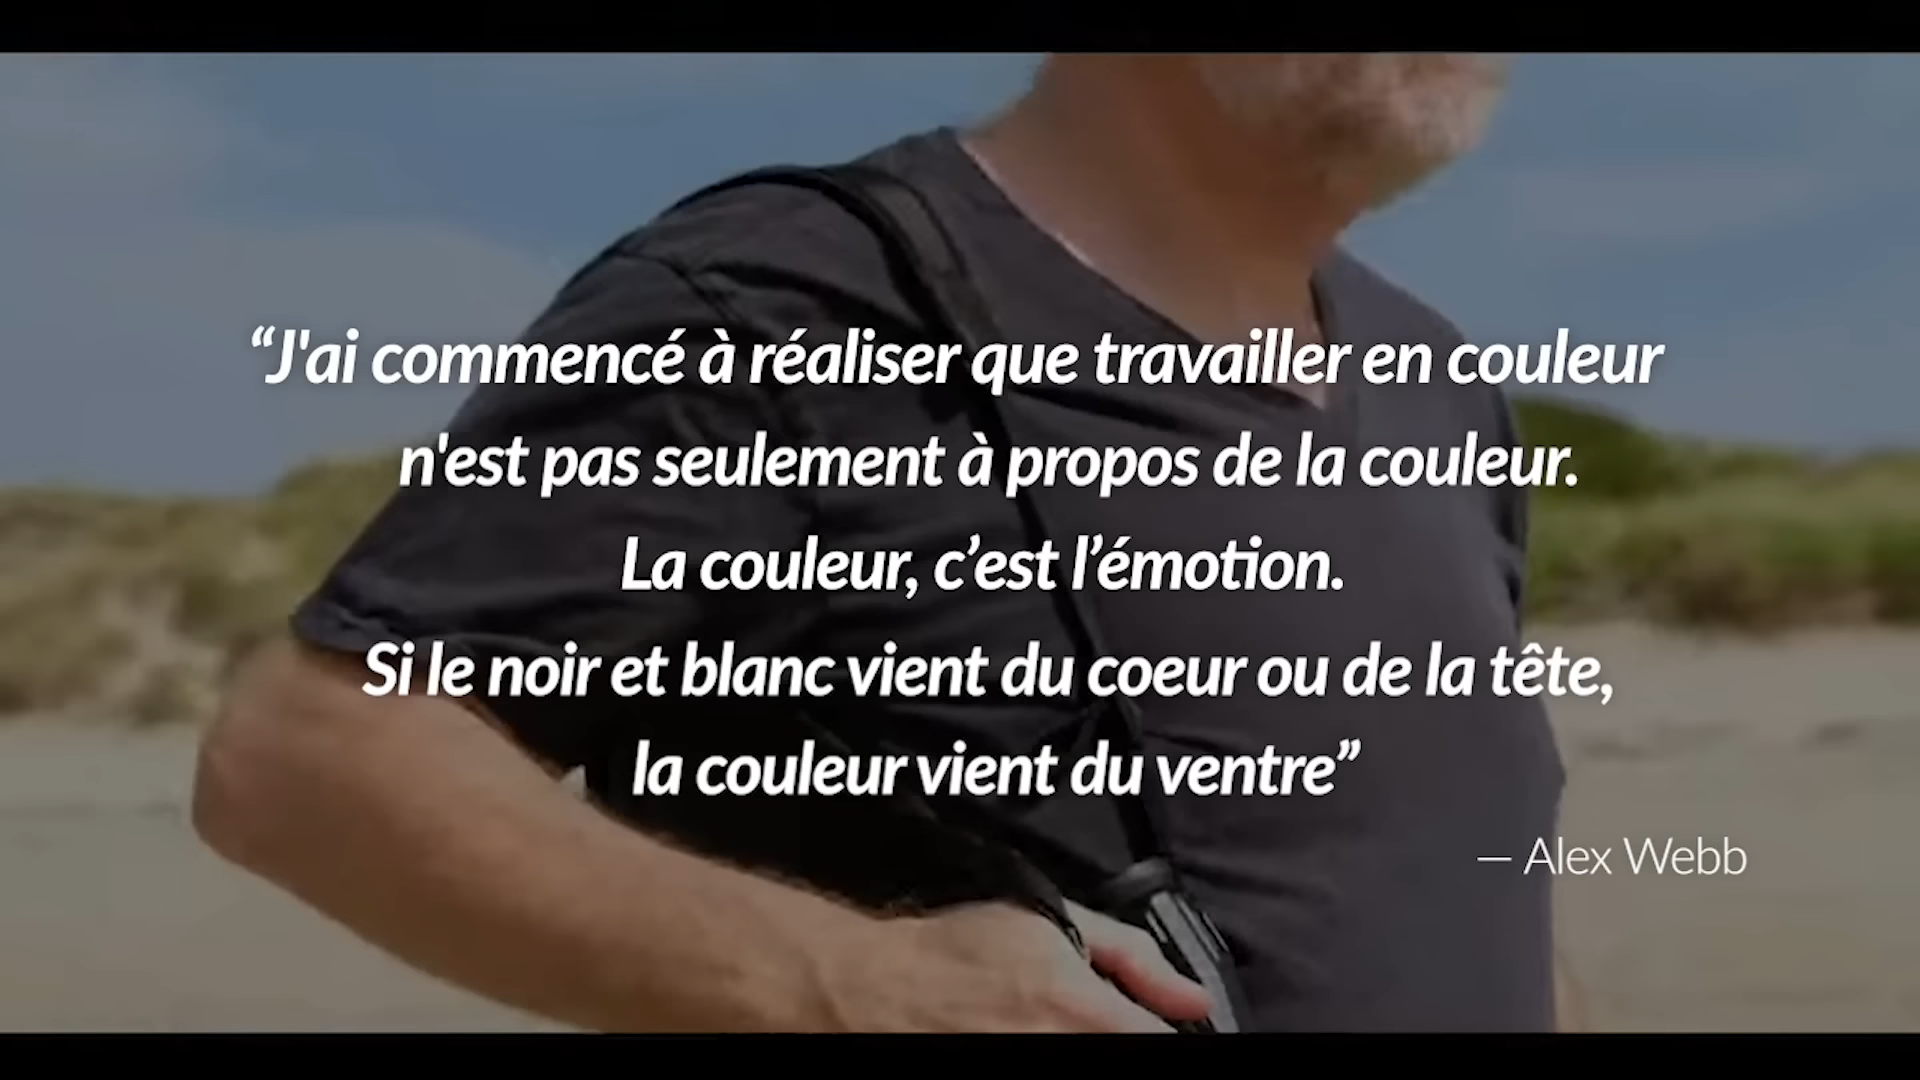 “J'ai commencé à réaliser que travailler en couleur
n'est pas seulement à propos de la couleur.
La couleur, c’est l’émotion.
Si le noir et blanc vient du coeur ou de la tête,
la couleur vient du ventre”
— Alex Webb